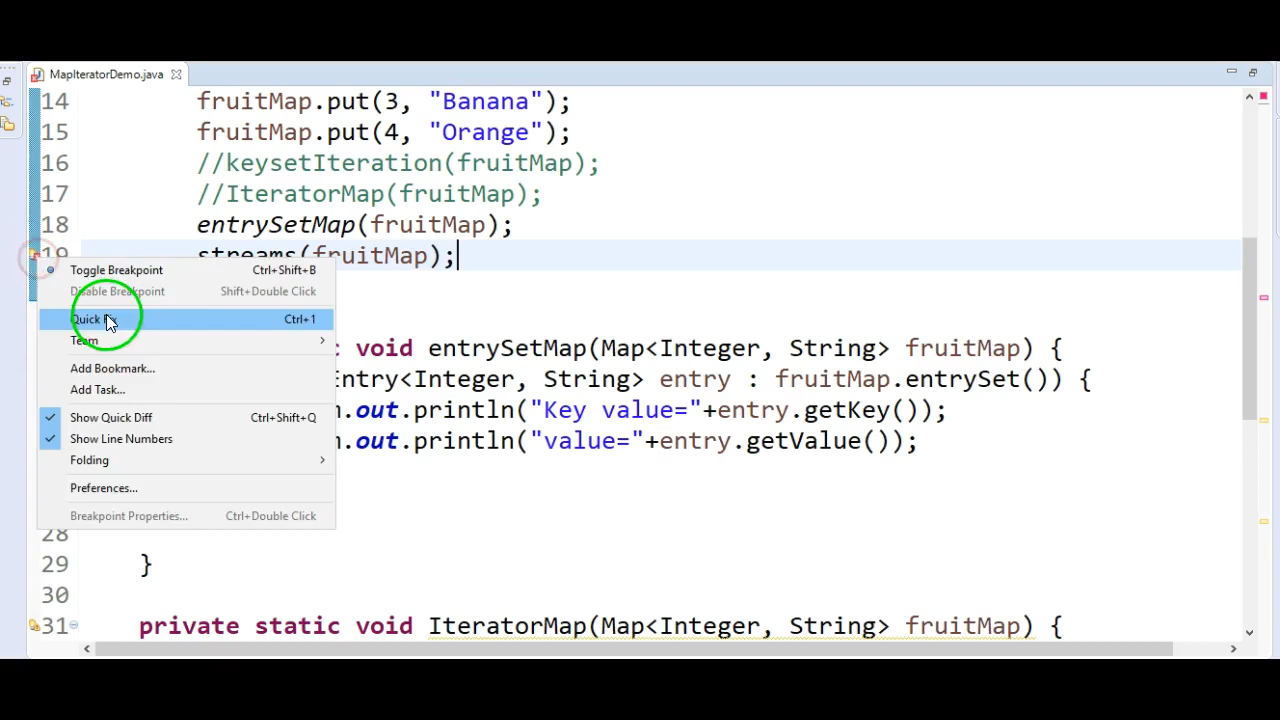 MapIteratorDemo.java
14 fruitMap.put(3, "Banana");
15 fruitMap.put(4, "Orange");
16 //keysetIteration(fruitMap);
17 //IteratorMap(fruitMap);
18 entrySetMap(fruitMap);
19 streams(fruitMap);
Toggle Breakpoint Ctrl+Shift+B
Disable Breakpoint Shift+Double Click
Quick Ctrl+1
Team
void entrySetMap(Map<Integer, String> fruitMap) {
Add Bookmark...
Entry<Integer, String> entry : fruitMap.entrySet()) {
Add Task...
.out.println("Key value="+entry.getKey());
Show Quick Diff Ctrl+Shift+Q
Show Line Numbers
.out.println("value="+entry.getValue());
Folding
Preferences...
Breakpoint Properties... Ctrl+Double Click
28
29 }
30
31 private static void IteratorMap(Map<Integer, String> fruitMap) {